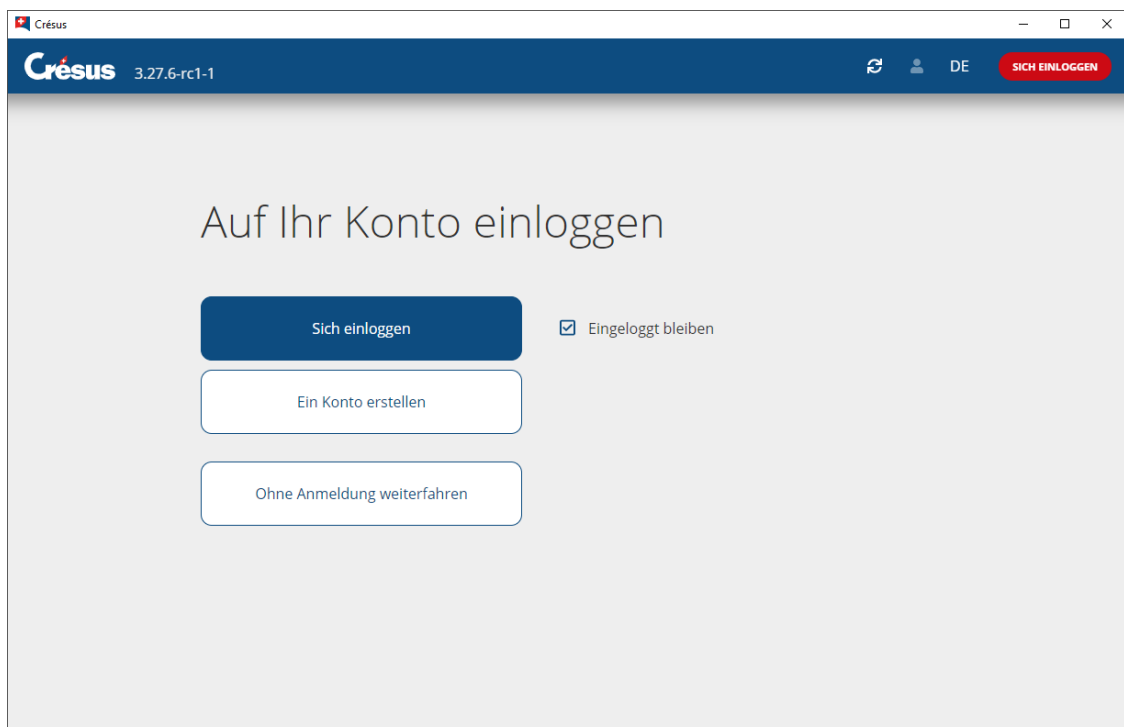 Crésus
Crésus 3.27.6-rc1-1 DE SICH EINLOGGEN
Auf Ihr Konto einloggen
Sich einloggen Eingeloggt bleiben
Ein Konto erstellen
Ohne Anmeldung weiterfahren